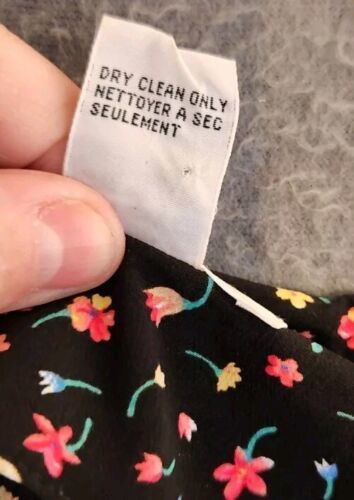 DRY CLEAN ONLY
NETTOYER A SEC
SEULEMENT